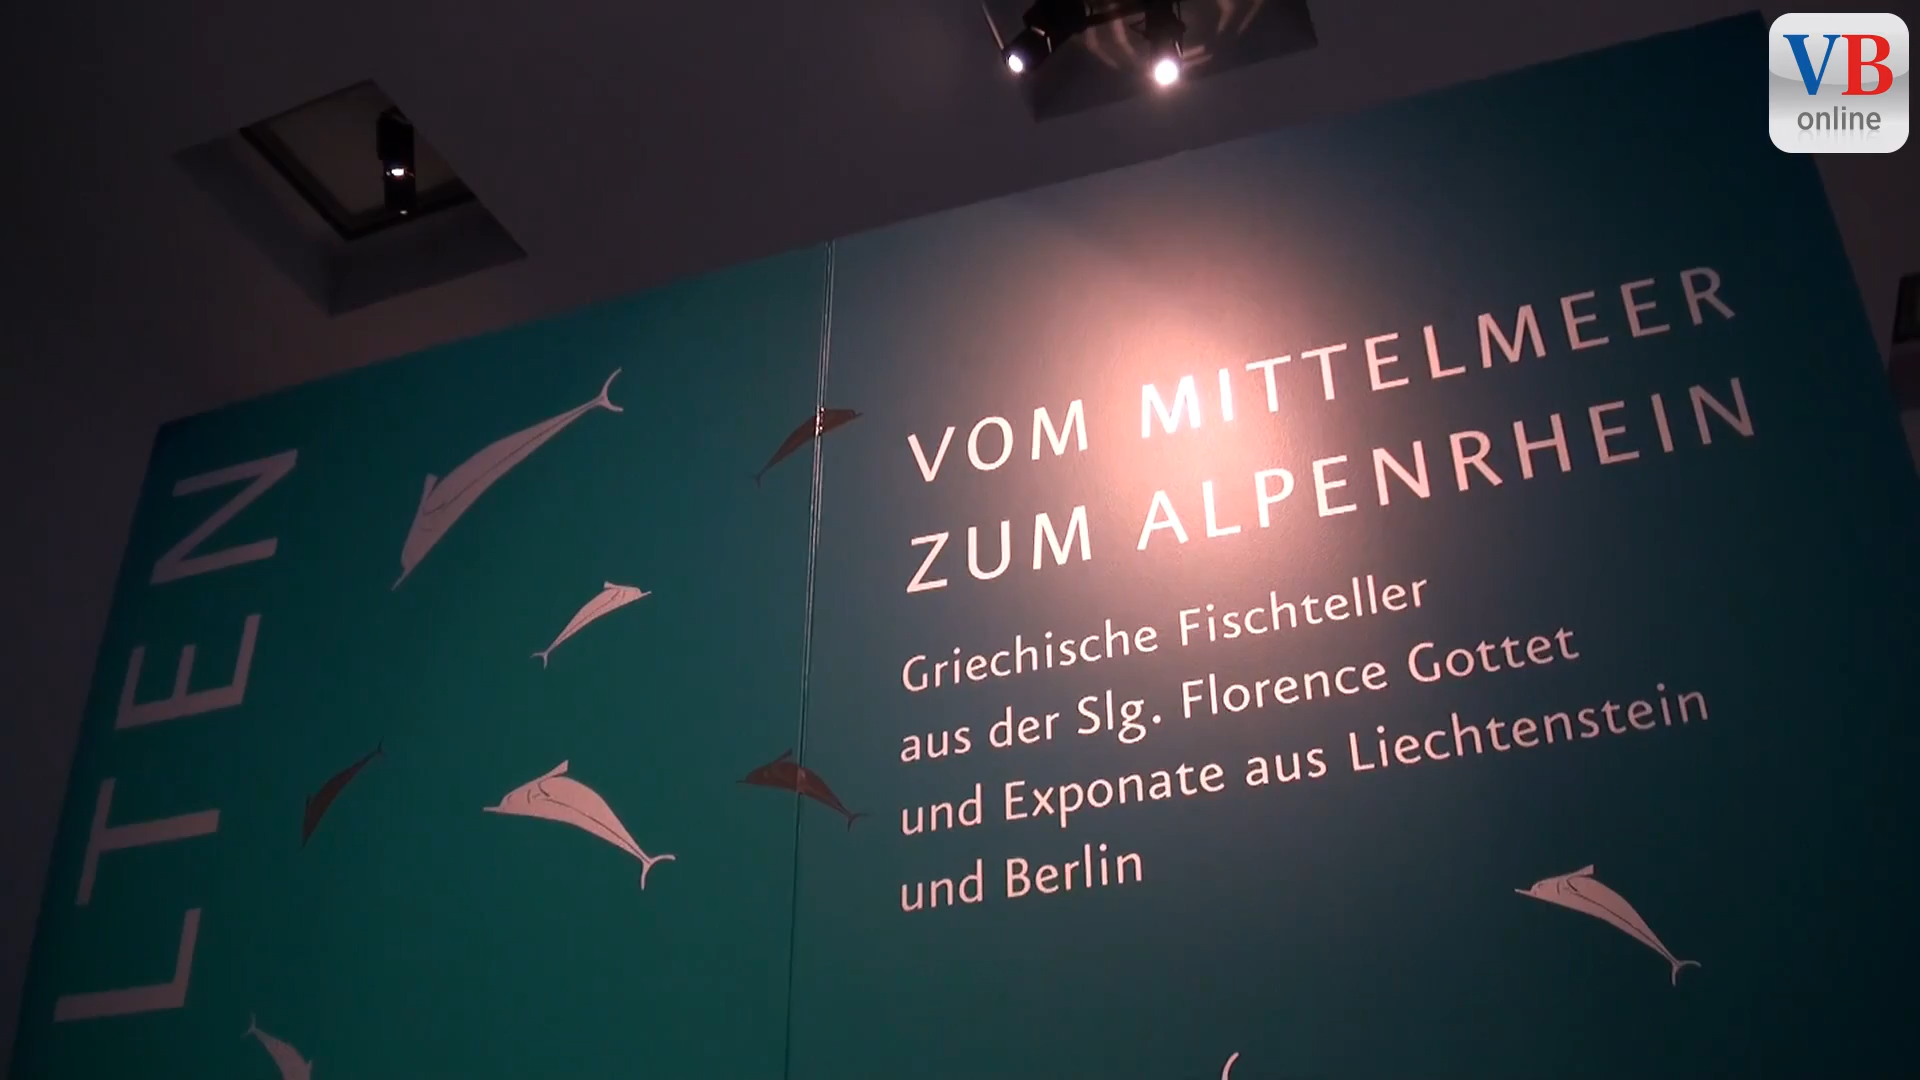 VB
online
LTEN
VOM MITTELMEER
ZUM ALPENRHEIN
Griechische Fischteller
aus der Slg. Florence Gottet
und Exponate aus Liechtenstein
und Berlin